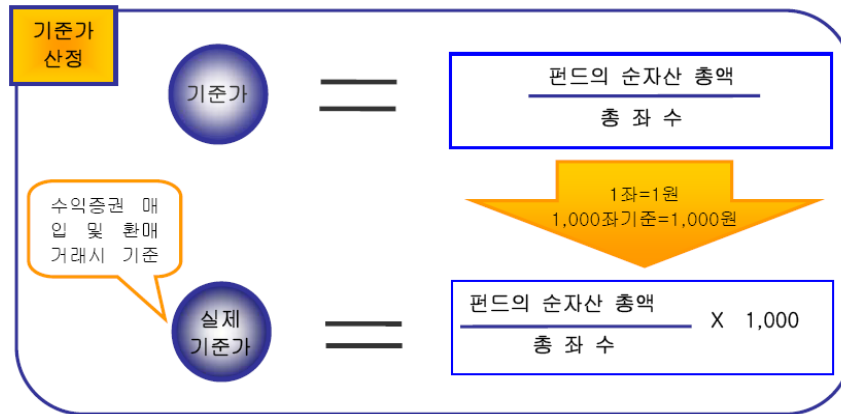 기준가
산정
기준가
펀드의 순자산 총액
총 좌 수
1좌=1원
1,000좌기준=1,000원
수익증권 매
입 및 환매
거래시 기준
실제
기준가
펀드의 순자산 총액
총 좌 수
X 1,000